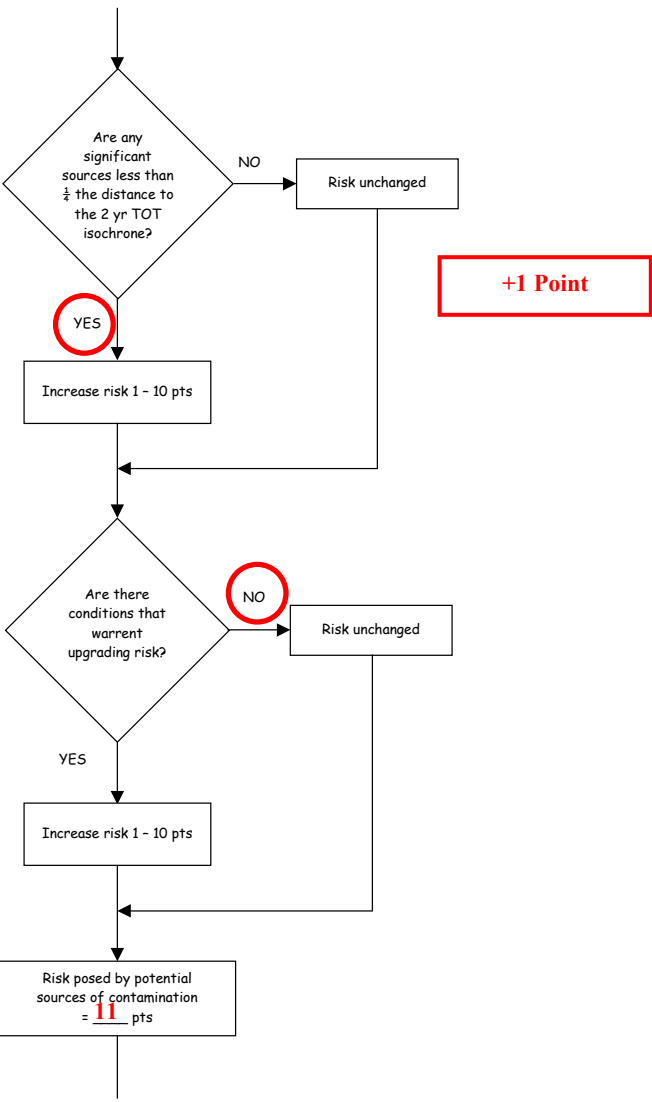 Are any
significant
sources less than
¼ the distance to
the 2 yr TOT
isochrone?
NO
Risk unchanged
+1 Point
YES
Increase risk 1 – 10 pts
Are there
conditions that
warrent
upgrading risk?
NO
Risk unchanged
YES
Increase risk 1 – 10 pts
Risk posed by potential
sources of contamination
= 11 pts